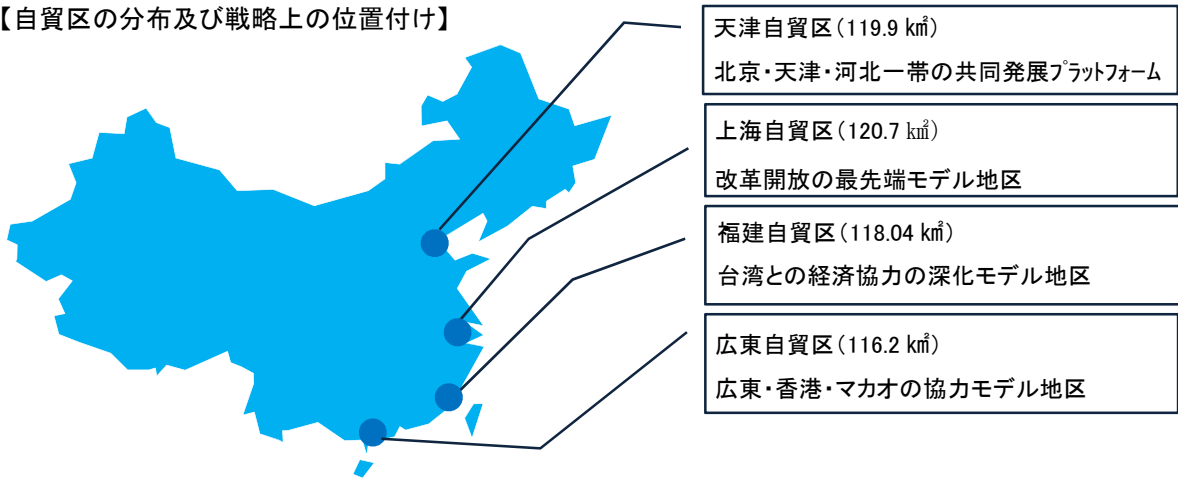 【自貿区の分布及び戦略上の位置付け】
天津自貿区(119.9 ㎢)
北京・天津・河北一帯の共同発展プラットフォーム
上海自貿区(120.7 ㎢)
改革開放の最先端モデル地区
福建自貿区(118.04 ㎢)
台湾との経済協力の深化モデル地区
広東自貿区(116.2 ㎢)
広東・香港・マカオの協力モデル地区